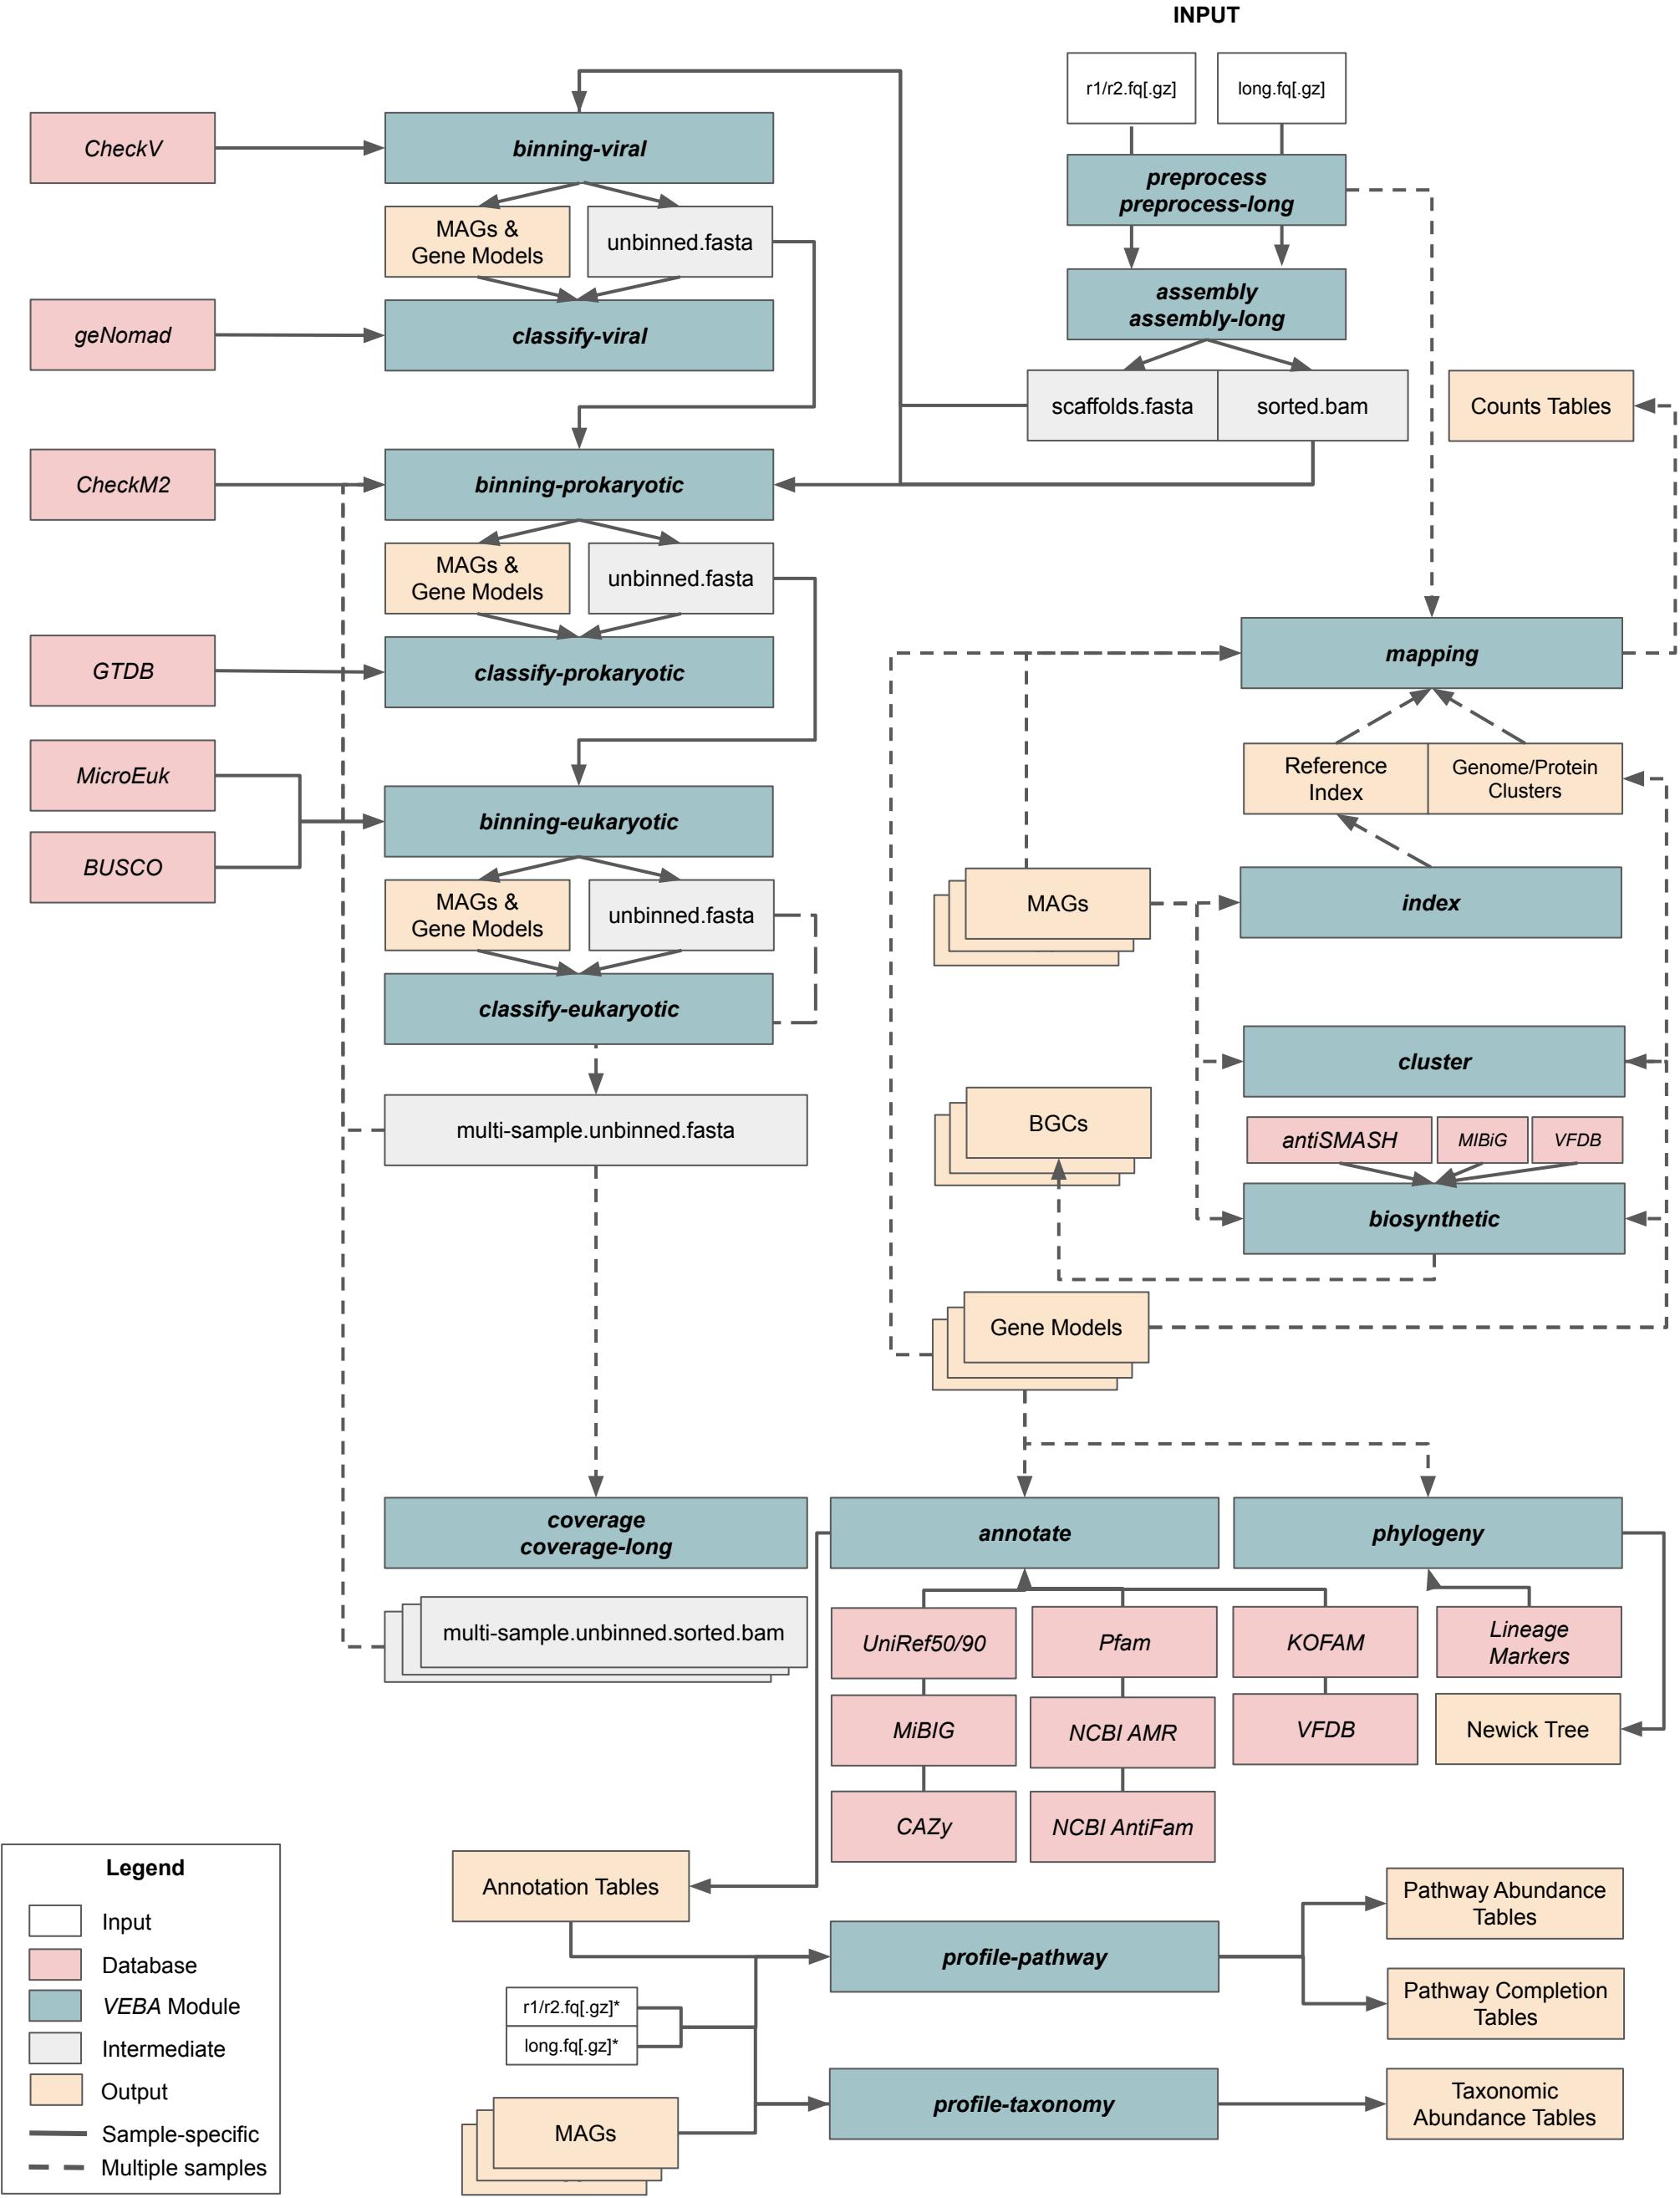 INPUT
r1/r2.fq[.gz]
long.fq[.gz]
CheckV
binning-viral
preprocess
preprocess-long
MAGs &
Gene Models
unbinned.fasta
assembly
assembly-long
geNomad
classify-viral
scaffolds.fasta
sorted.bam
Counts Tables
CheckM2
binning-prokaryotic
MAGs &
Gene Models
unbinned.fasta
GTDB
classify-prokaryotic
mapping
MicroEuk
Reference
Index
Genome/Protein
Clusters
binning-eukaryotic
BUSCO
MAGs &
Gene Models
unbinned.fasta
MAGs
index
classify-eukaryotic
cluster
multi-sample.unbinned.fasta
BGCs
antiSMASH
MIBiG
VFDB
biosynthetic
Gene Models
coverage
coverage-long
annotate
phylogeny
multi-sample.unbinned.sorted.bam
UniRef50/90
Pfam
KOFAM
Lineage
Markers
MiBIG
NCBI AMR
VFDB
Newick Tree
CAZy
NCBI AntiFam
Legend
Input
Database
VEBA Module
Intermediate
Output
Sample-specific
Multiple samples
Annotation Tables
Pathway Abundance
Tables
profile-pathway
r1/r2.fq[.gz]*
long.fq[.gz]*
Pathway Completion
Tables
profile-taxonomy
Taxonomic
Abundance Tables
MAGs